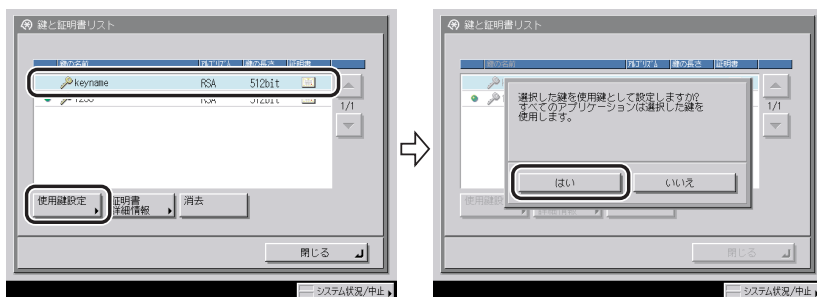 鍵と証明書リスト
鍵の名前 ｱﾙｺﾞﾘｽﾞﾑ 鍵の長さ 証明書
keyname RSA 512bit
1/1
使用鍵設定
証明書
詳細情報
消去
閉じる
システム状況/中止
鍵と証明書リスト
鍵の名前 ｱﾙｺﾞﾘｽﾞﾑ 鍵の長さ 証明書
選択した鍵を使用鍵として設定しますか?
すべてのアプリケーションは選択した鍵を
使用します。
1/1
はい
いいえ
閉じる
システム状況/中止